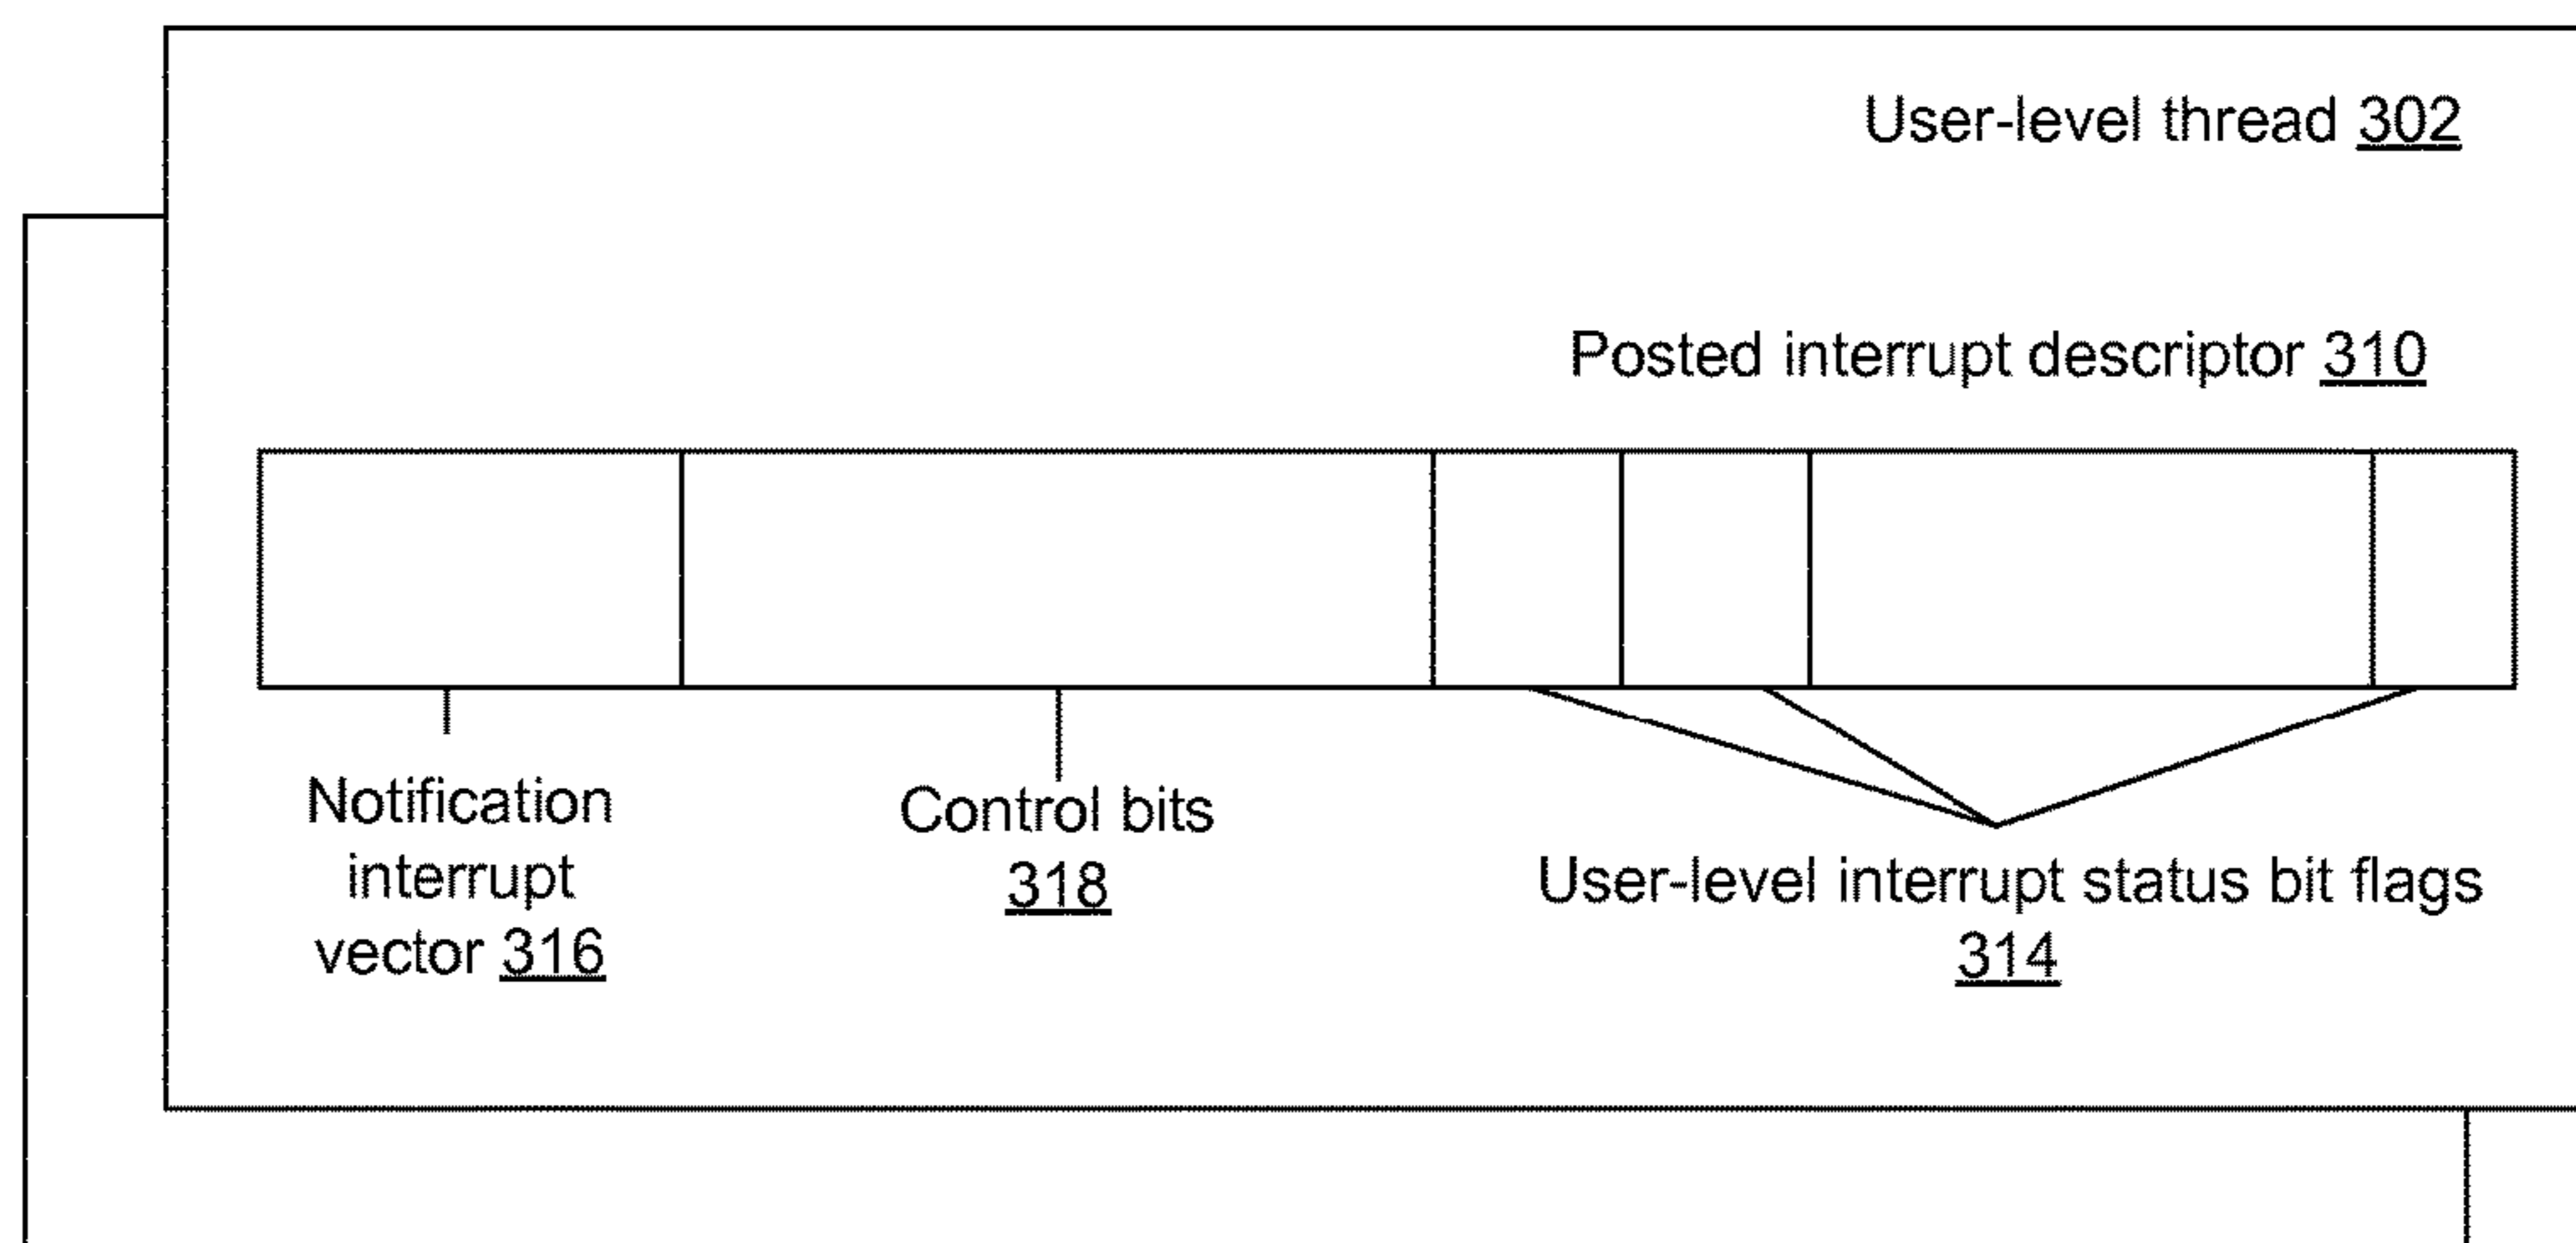 User-level thread 302
Posted interrupt descriptor 310
Notification
interrupt
vector 316
Control bits
318
User-level interrupt status bit flags
314